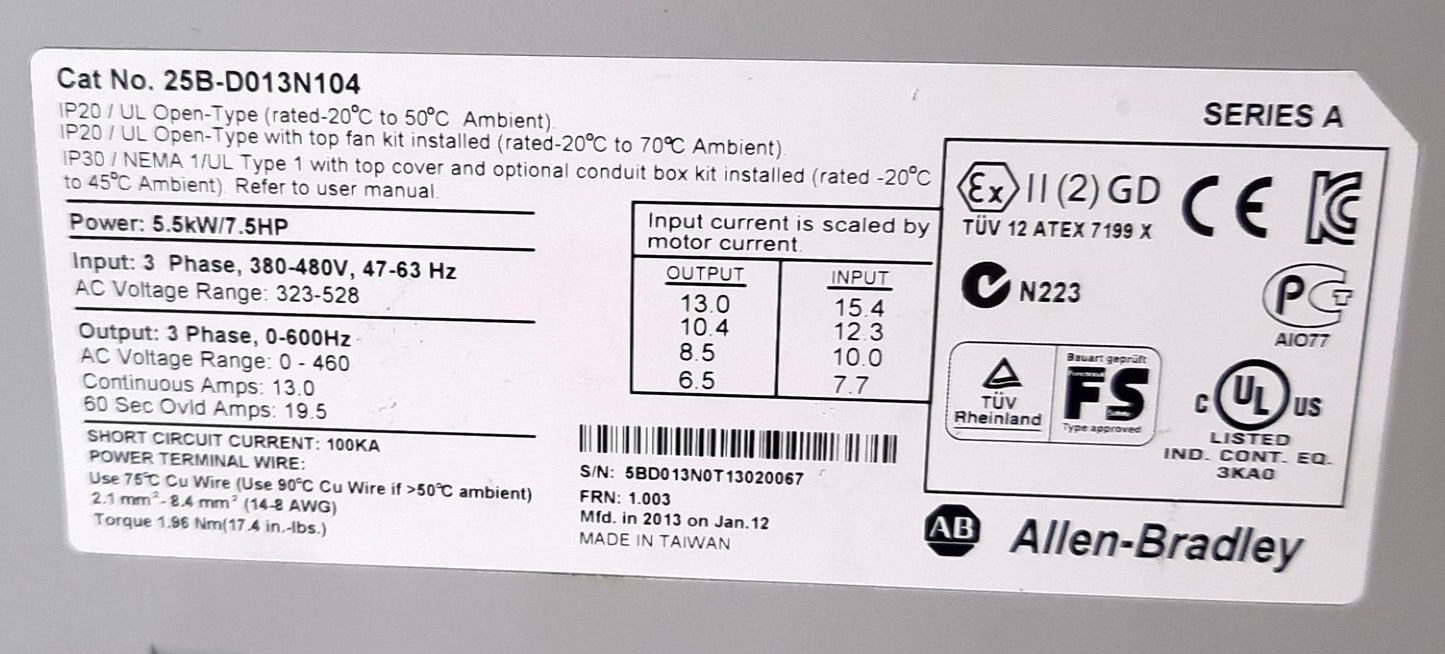 Cat No. 25B-D013N104
IP20 / UL Open-Type (rated-20°C to 50°C Ambient).
IP20 / UL Open-Type with top fan kit installed (rated-20°C to 70°C Ambient).
IP30 / NEMA 1/UL Type 1 with top cover and optional conduit box kit installed (rated -20°C
to 45°C Ambient). Refer to user manual.
Power: 5.5kW/7.5HP
Input: 3 Phase, 380-480V, 47-63 Hz
AC Voltage Range: 323-528
Output: 3 Phase, 0-600Hz
AC Voltage Range: 0 - 460
Continuous Amps: 13.0
60 Sec Ovld Amps: 19.5
SHORT CIRCUIT CURRENT: 100KA
POWER TERMINAL WIRE:
Use 75°C Cu Wire (Use 90°C Cu Wire if >50°C ambient)
2.1 mm²-8.4 mm² (14-8 AWG)
Torque 1.96 Nm(17.4 in.-lbs.)
Input current is scaled by
motor current.
OUTPUT INPUT
13.0 15.4
10.4 12.3
8.5 10.0
6.5 7.7
S/N: 5BD013N0T13020067
FRN: 1.003
Mfd. in 2013 on Jan.12
MADE IN TAIWAN
SERIES A
Ex II (2) GD CE KC
TÜV 12 ATEX 7199 X
N223
АІО77
TÜV
Rheinland
Bauart geprüft
Functional
FS
Safety
Type approved
C UL US
LISTED
IND. CONT. EQ.
3KA0
AB Allen-Bradley